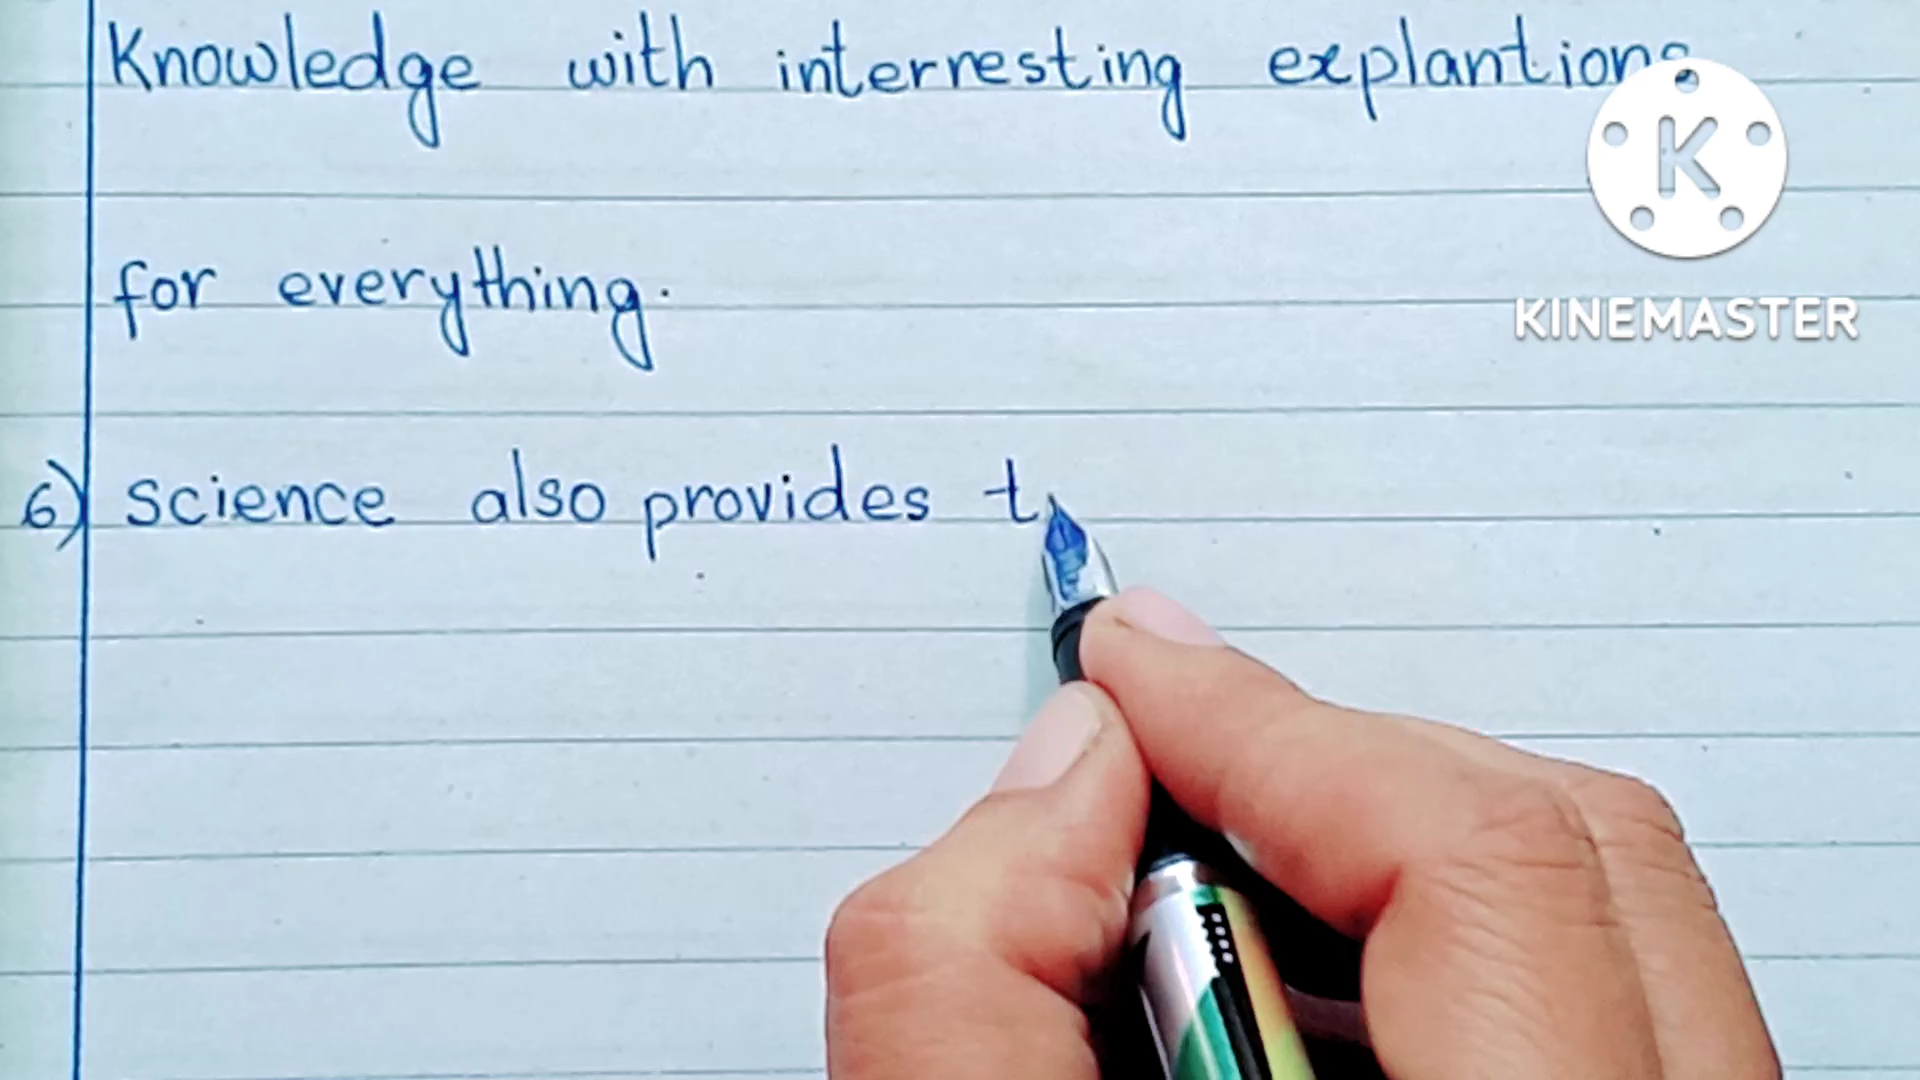 Knowledge with interresting explantions
for everything.
6) science also provides t
K
KINEMASTER